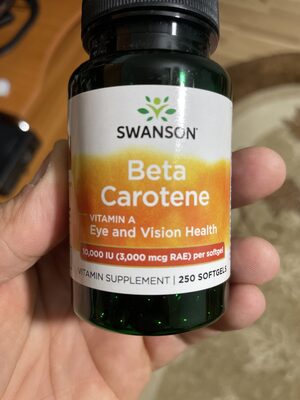 SWANSON
Beta
Carotene
VITAMIN A
Eye and Vision Health
10,000 IU (3,000 mcg RAE) per softgel
VITAMIN SUPPLEMENT | 250 SOFTGELS